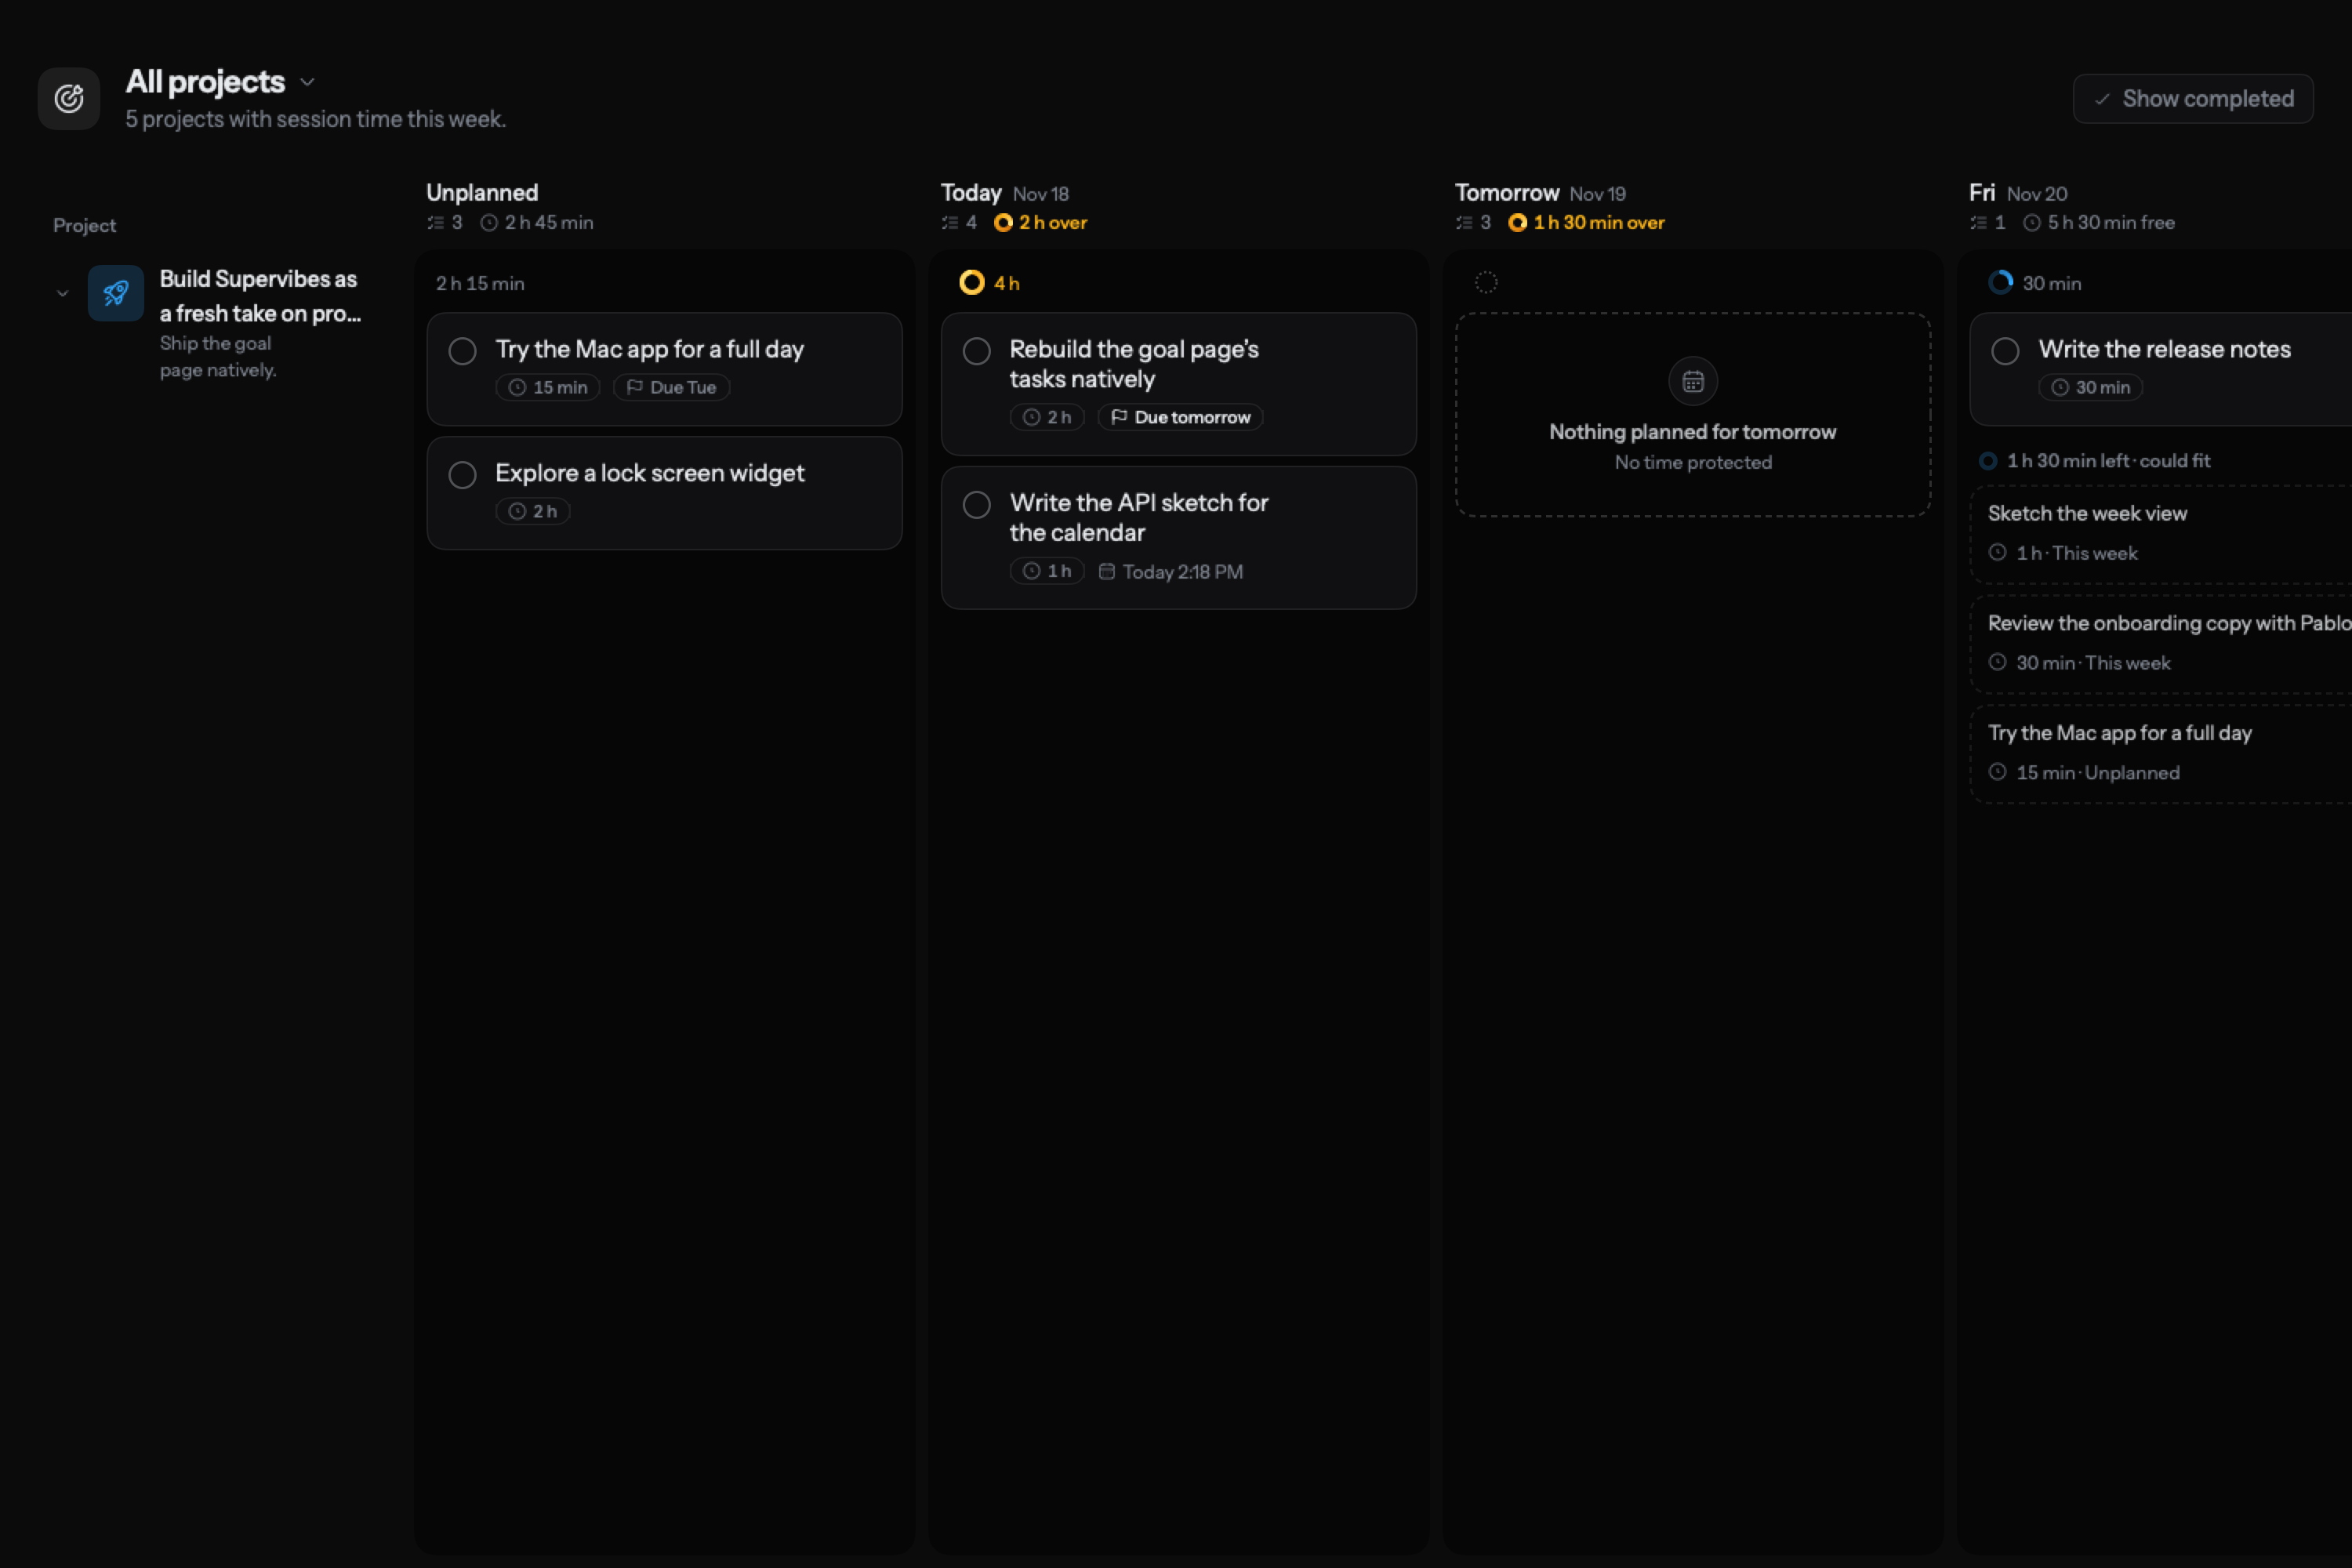 All projects
5 projects with session time this week.
Show completed
Project
Unplanned
3 2 h 45 min
Today Nov 18
4 2 h over
Tomorrow Nov 19
3 1 h 30 min over
Fri Nov 20
1 5 h 30 min free
Build Supervibes as
a fresh take on pro...
Ship the goal
page natively.
2 h 15 min
Try the Mac app for a full day
15 min Due Tue
Explore a lock screen widget
2 h
4 h
Rebuild the goal page’s
tasks natively
2 h Due tomorrow
Write the API sketch for
the calendar
1 h Today 2:18 PM
Nothing planned for tomorrow
No time protected
30 min
Write the release notes
30 min
1 h 30 min left · could fit
Sketch the week view
1 h · This week
Review the onboarding copy with Pablo
30 min · This week
Try the Mac app for a full day
15 min · Unplanned